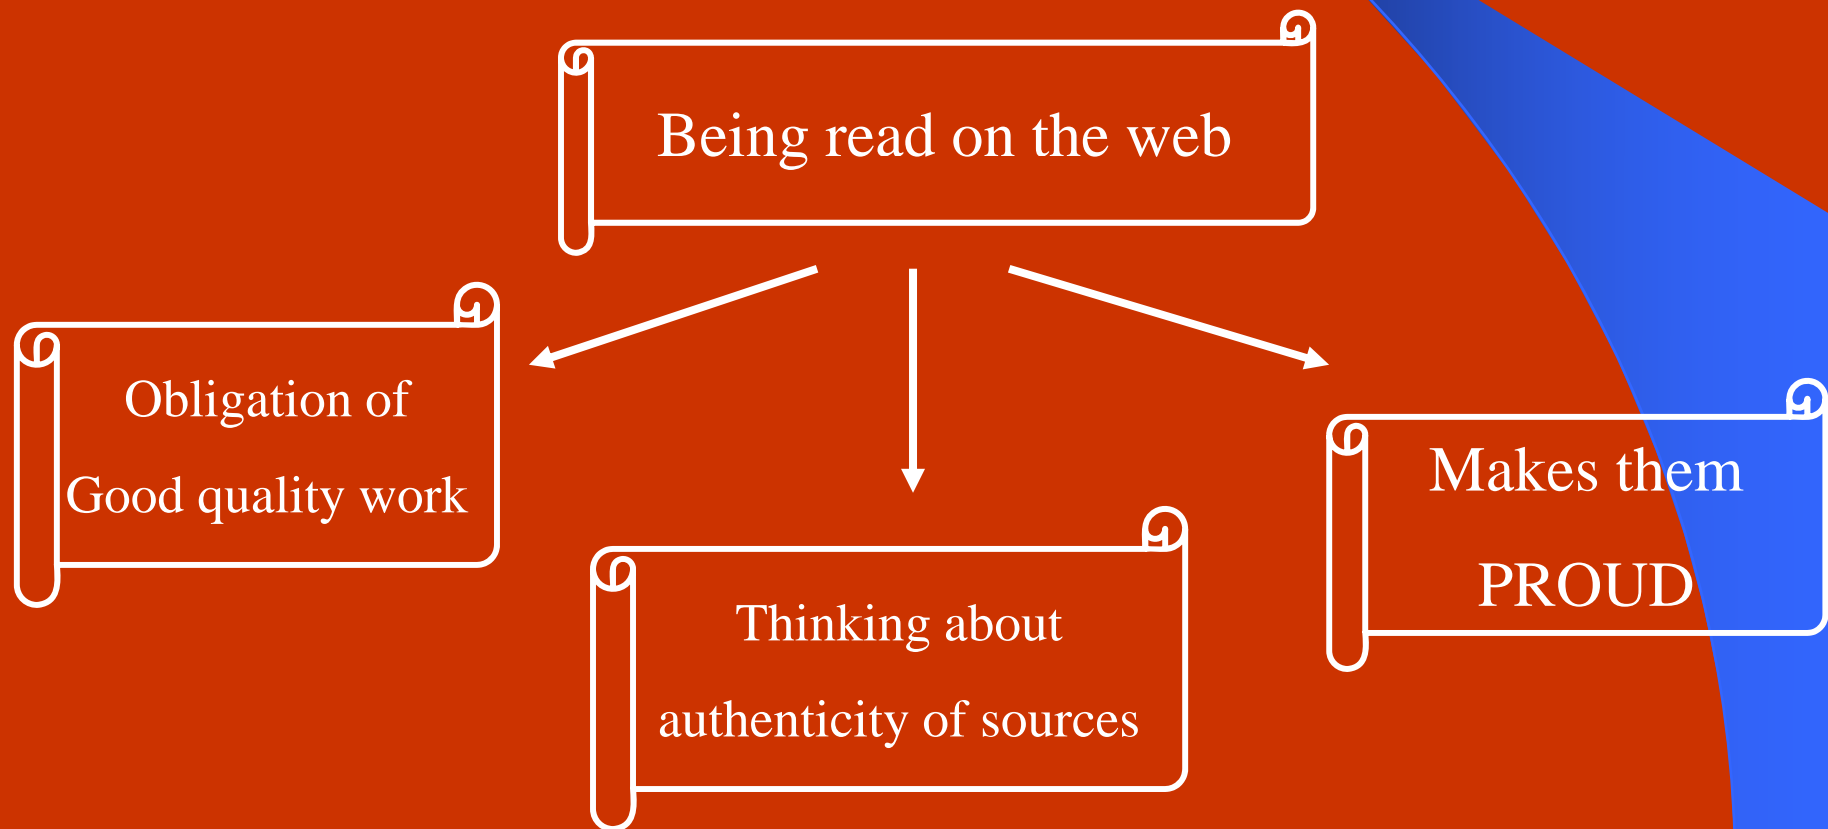 Being read on the web
Obligation of
Good quality work
Thinking about
authenticity of sources
Makes them
PROUD